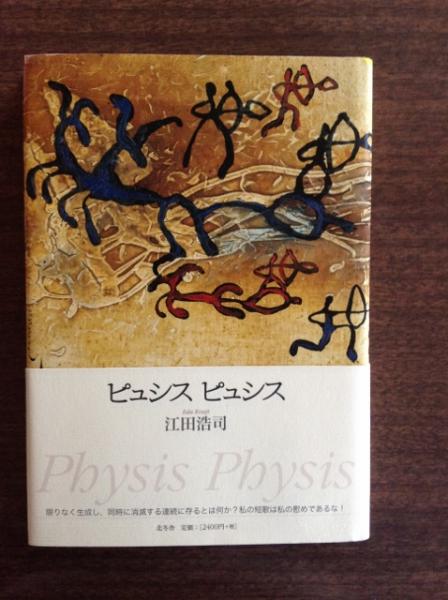 ピュシス ピュシス
Eda Kouji
江田浩司
Physis Physis
限りなく生成し、同時に消滅する連続に存るとは何か？私の短歌は私の慰めであるな！
北冬舎 定価：[2400円+税]